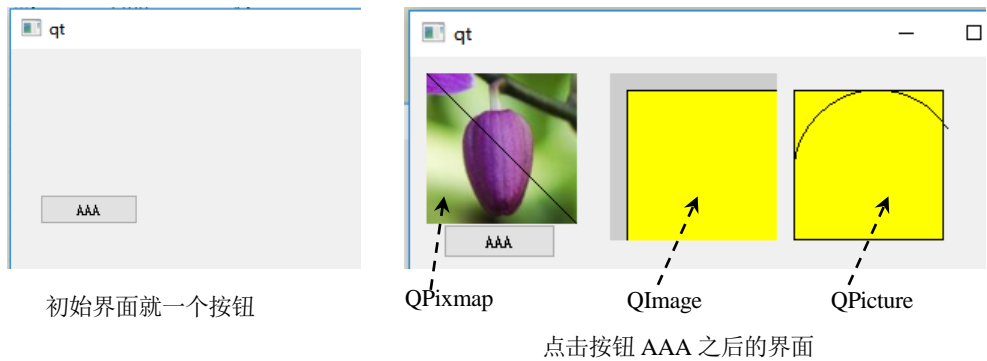 qt
AAA
初始界面就一个按钮
qt
AAA
QPixmap
QImage
QPicture
点击按钮 AAA 之后的界面